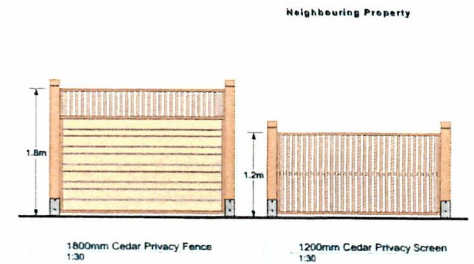 Neighbouring Property
1.8m
1.2m
1800mm Cedar Privacy Fence
1:30
1200mm Cedar Privacy Screen
1:30